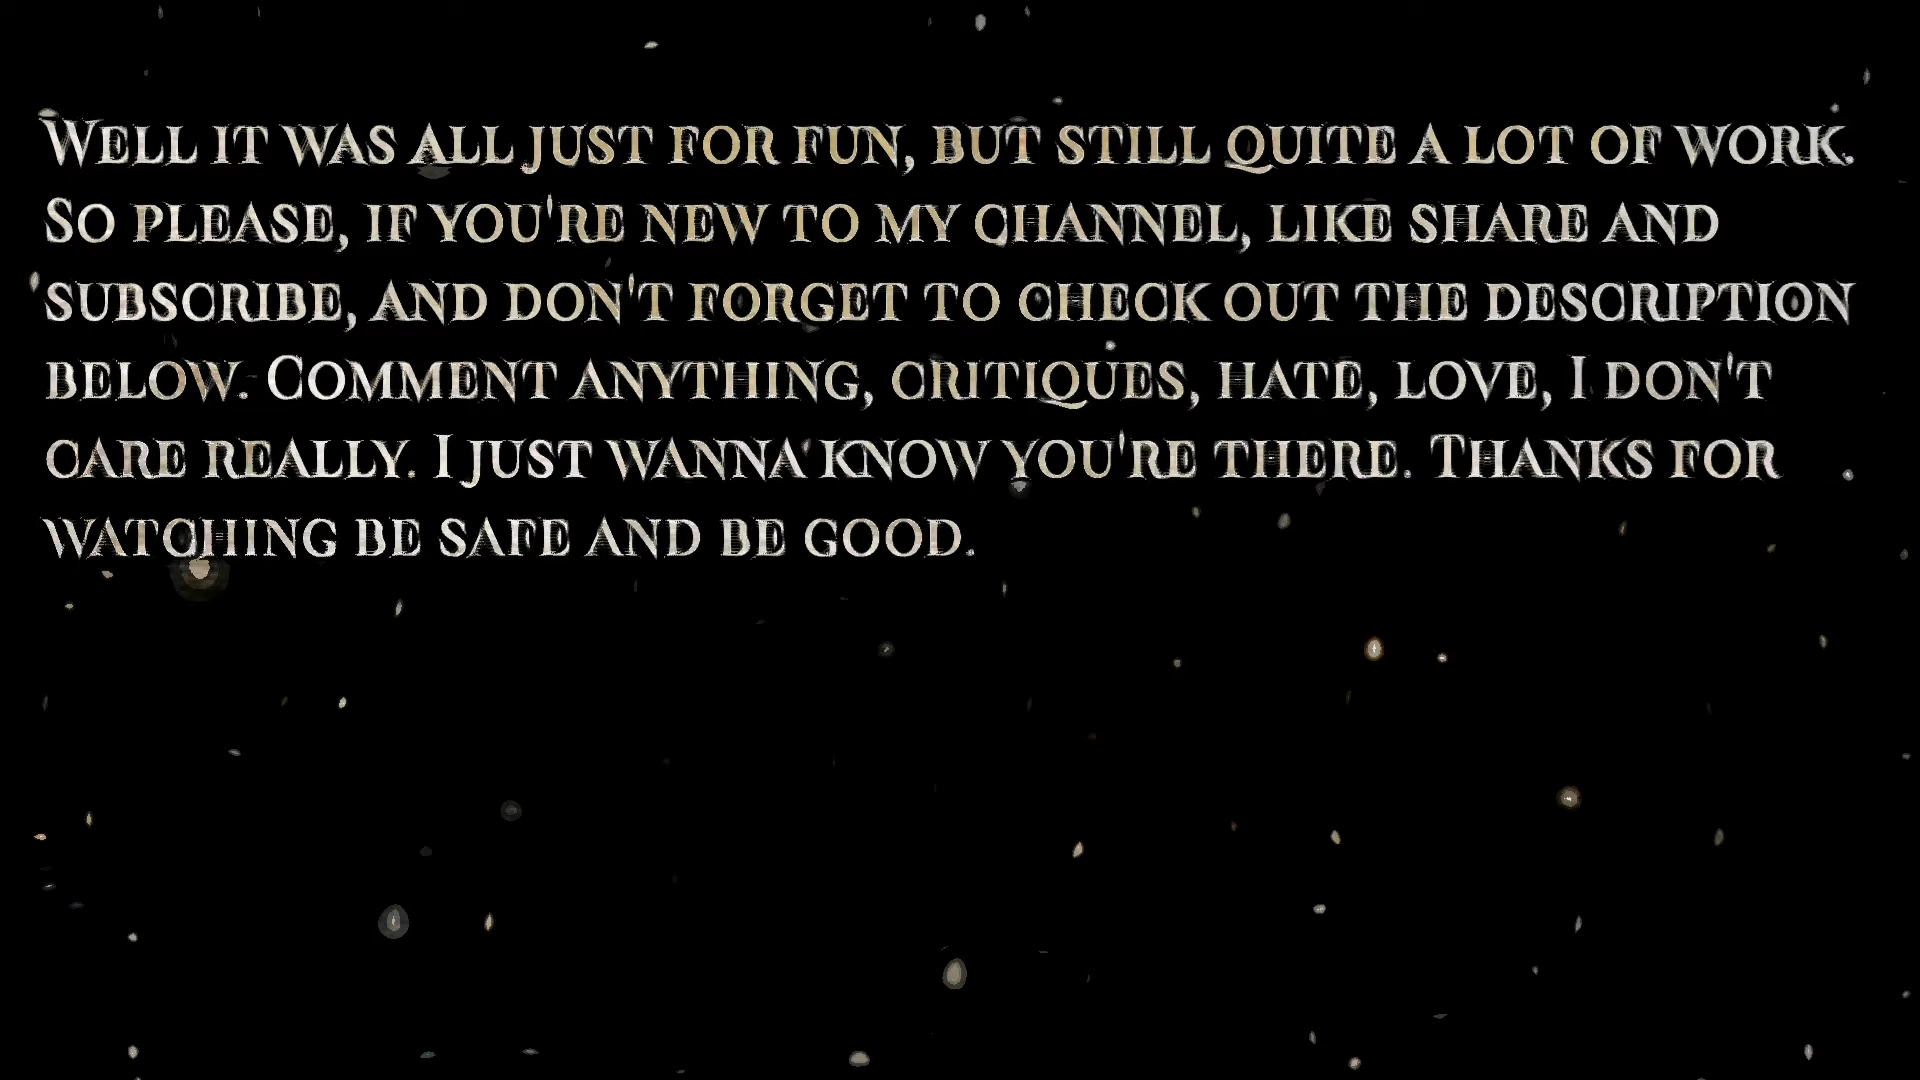 Well it was all just for fun, but still quite a lot of work.
So please, if you're new to my channel, like share and
subscribe, and don't forget to check out the description
below. Comment anything, critiques, hate, love, I don't
care really. I just wanna know you're there. Thanks for
watching be safe and be good.